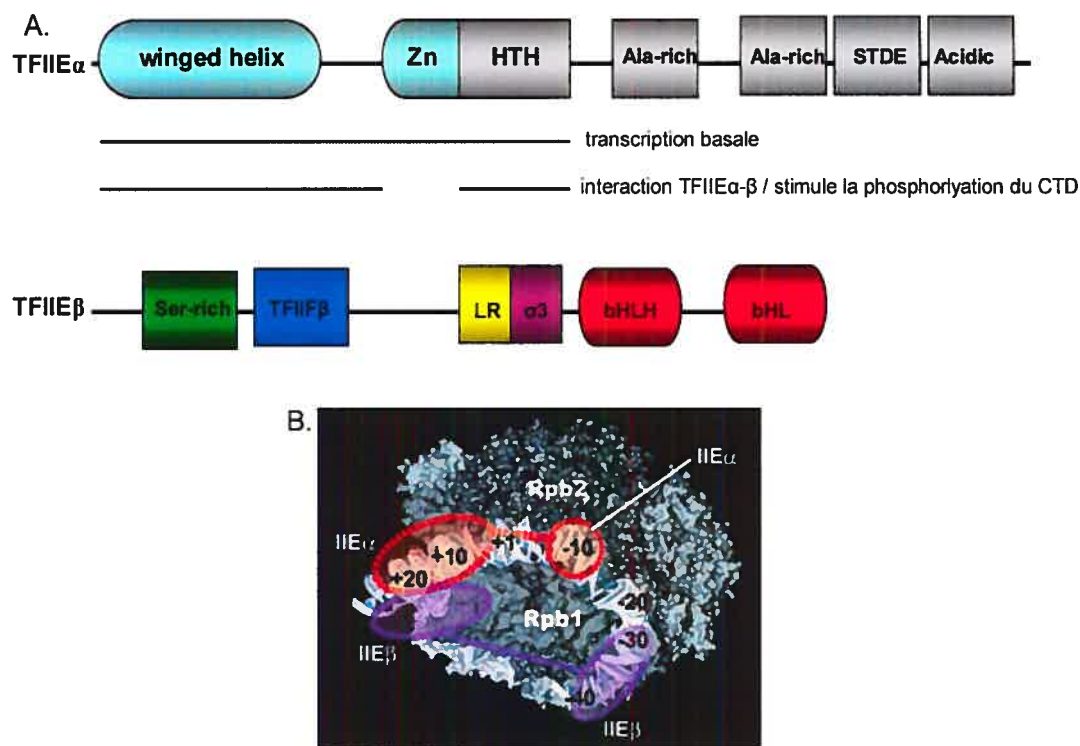 A.
TFIIEα winged helix Zn HTH Ala-rich Ala-rich STDE Acidic
transcription basale
interaction TFIIEα-β / stimule la phosphorlyation du CTD
TFIIEβ Ser-rich TFIIFβ LR σ3 bHLH bHL
B.
IIEα
Rpb2
IIEα +20 +10 +1 -10
-20
Rpb1
-30
IIEβ
-40
IIEβ